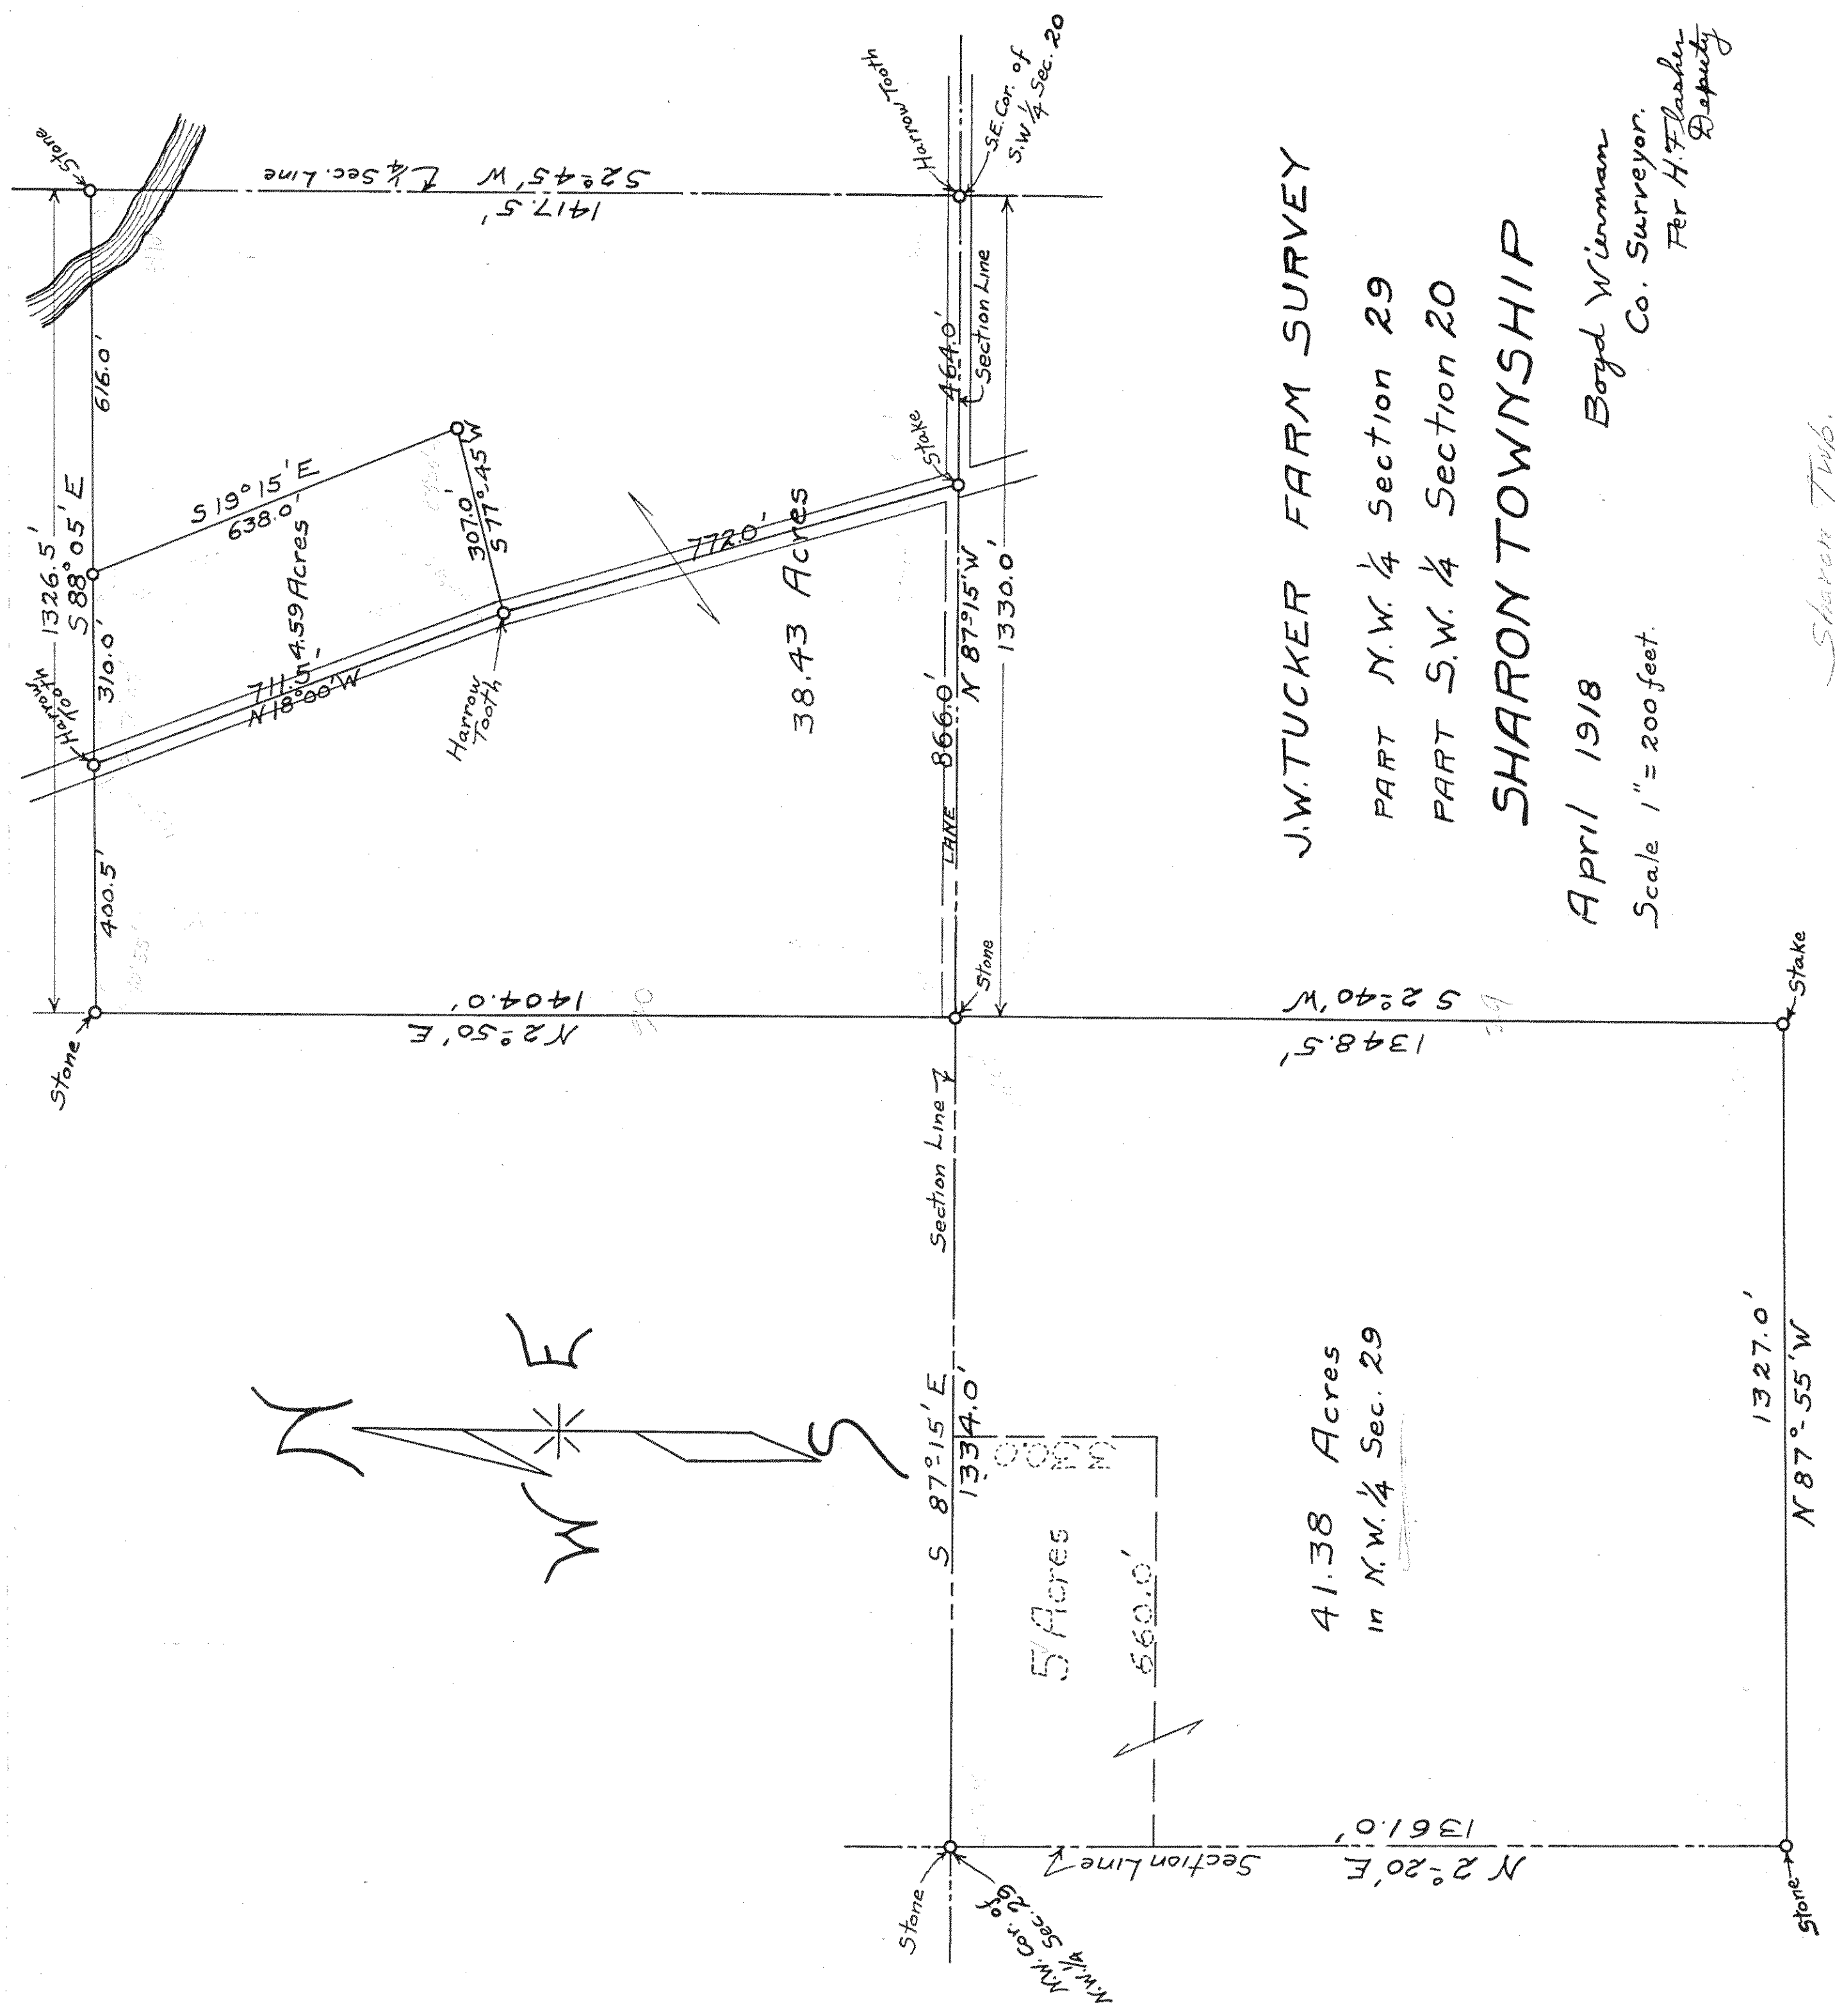 Stone
1326.5'
S 88° 05' E
400.5'
310.0'
616.0'
Stone
Harrow Tooth
S 19° 15' E
638.0'
4.59 Acres
711.5'
N 18° 00' W
307.0'
S 77°-45' W
Harrow
Tooth
772.0'
38.43 Acres
1417.5'
S 2°-45' W
¼ Sec. Line
1404.0'
N 2°-50' E
Harrow Tooth
S.E. Cor. of
S.W ¼ Sec. 20
Stake
464.0'
Section Line
LANE
866.0'
N 87°-15' W
1330.0'
Stone
N
W
E
S
Section Line
S 87°-15' E
1334.0'
Stone
N.W. Cor. of
N.W. ¼ Sec. 29
Section Line
N 2°-20' E
1361.0'
5 Acres
330.0
660.0'
41.38 Acres
in N.W. ¼ Sec. 29
S 2°-40' W
1348.5'
29
Stake
Stone
1327.0'
N 87°-55' W
J.W. TUCKER FARM SURVEY
PART N.W. ¼ Section 29
PART S.W. ¼ Section 20
SHARON TOWNSHIP
April 1918
Scale 1" = 200 feet.
Boyd Wierman
Co. Surveyor.
Per H.F. Flasher
Deputy
Sharon Twp.